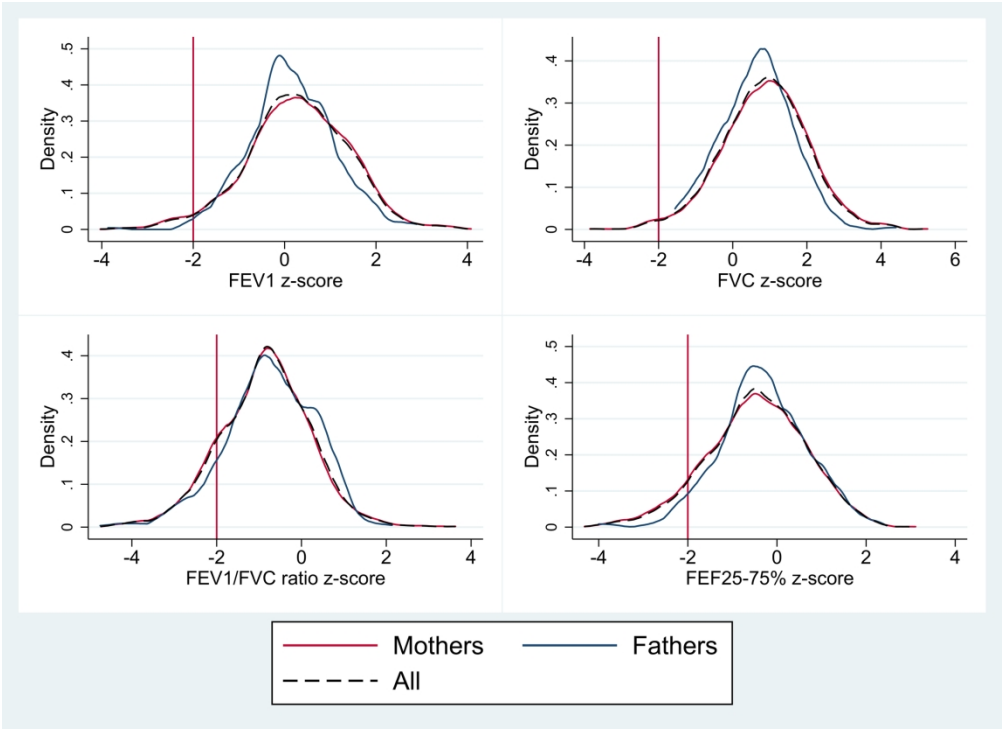 .5
.4
.3
.2
.1
0
Density
-4 -2 0 2 4
FEV1 z-score
.4
.3
.2
.1
0
Density
-4 -2 0 2 4 6
FVC z-score
.4
.3
.2
.1
0
Density
-4 -2 0 2 4
FEV1/FVC ratio z-score
.5
.4
.3
.2
.1
0
Density
-4 -2 0 2 4
FEF25-75% z-score
Mothers Fathers
All